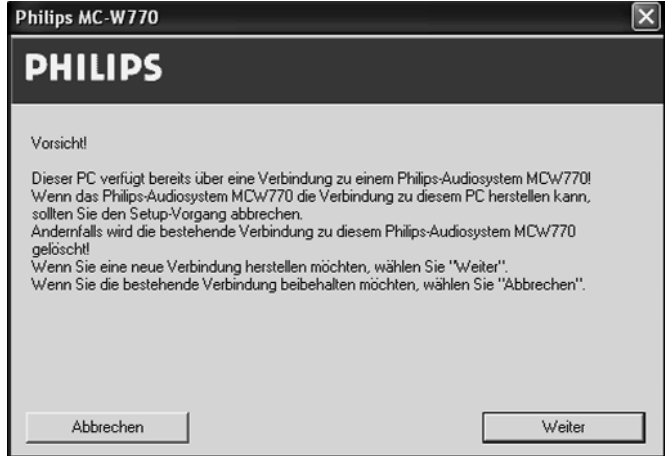 Philips MC-W770
PHILIPS
Vorsicht!
Dieser PC verfügt bereits über eine Verbindung zu einem Philips-Audiosystem MCW770!
Wenn das Philips-Audiosystem MCW770 die Verbindung zu diesem PC herstellen kann,
sollten Sie den Setup-Vorgang abbrechen.
Andernfalls wird die bestehende Verbindung zu diesem Philips-Audiosystem MCW770
gelöscht!
Wenn Sie eine neue Verbindung herstellen möchten, wählen Sie "Weiter".
Wenn Sie die bestehende Verbindung beibehalten möchten, wählen Sie "Abbrechen".
Abbrechen
Weiter